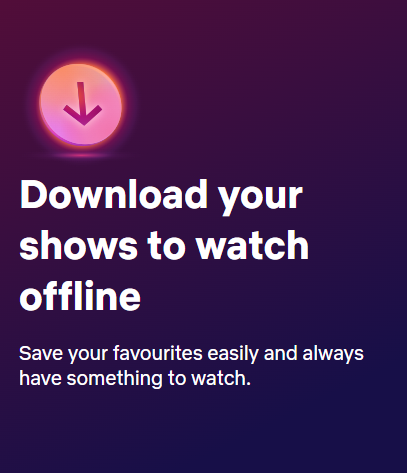 Download your
shows to watch
offline
Save your favourites easily and always
have something to watch.